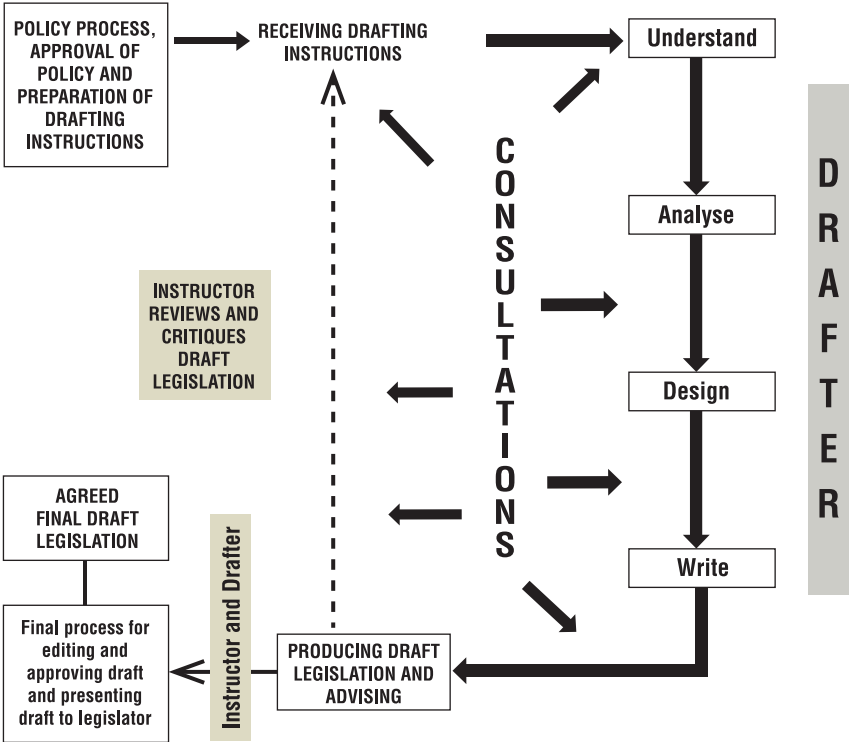 POLICY PROCESS,
APPROVAL OF
POLICY AND
PREPARATION OF
DRAFTING
INSTRUCTIONS
RECEIVING DRAFTING
INSTRUCTIONS
Understand
Analyse
Design
Write
DRAFTER
CONSULTATIONS
INSTRUCTOR
REVIEWS AND
CRITIQUES
DRAFT
LEGISLATION
PRODUCING DRAFT
LEGISLATION AND
ADVISING
Instructor and Drafter
AGREED
FINAL DRAFT
LEGISLATION
Final process for
editing and
approving draft
and presenting
draft to legislator